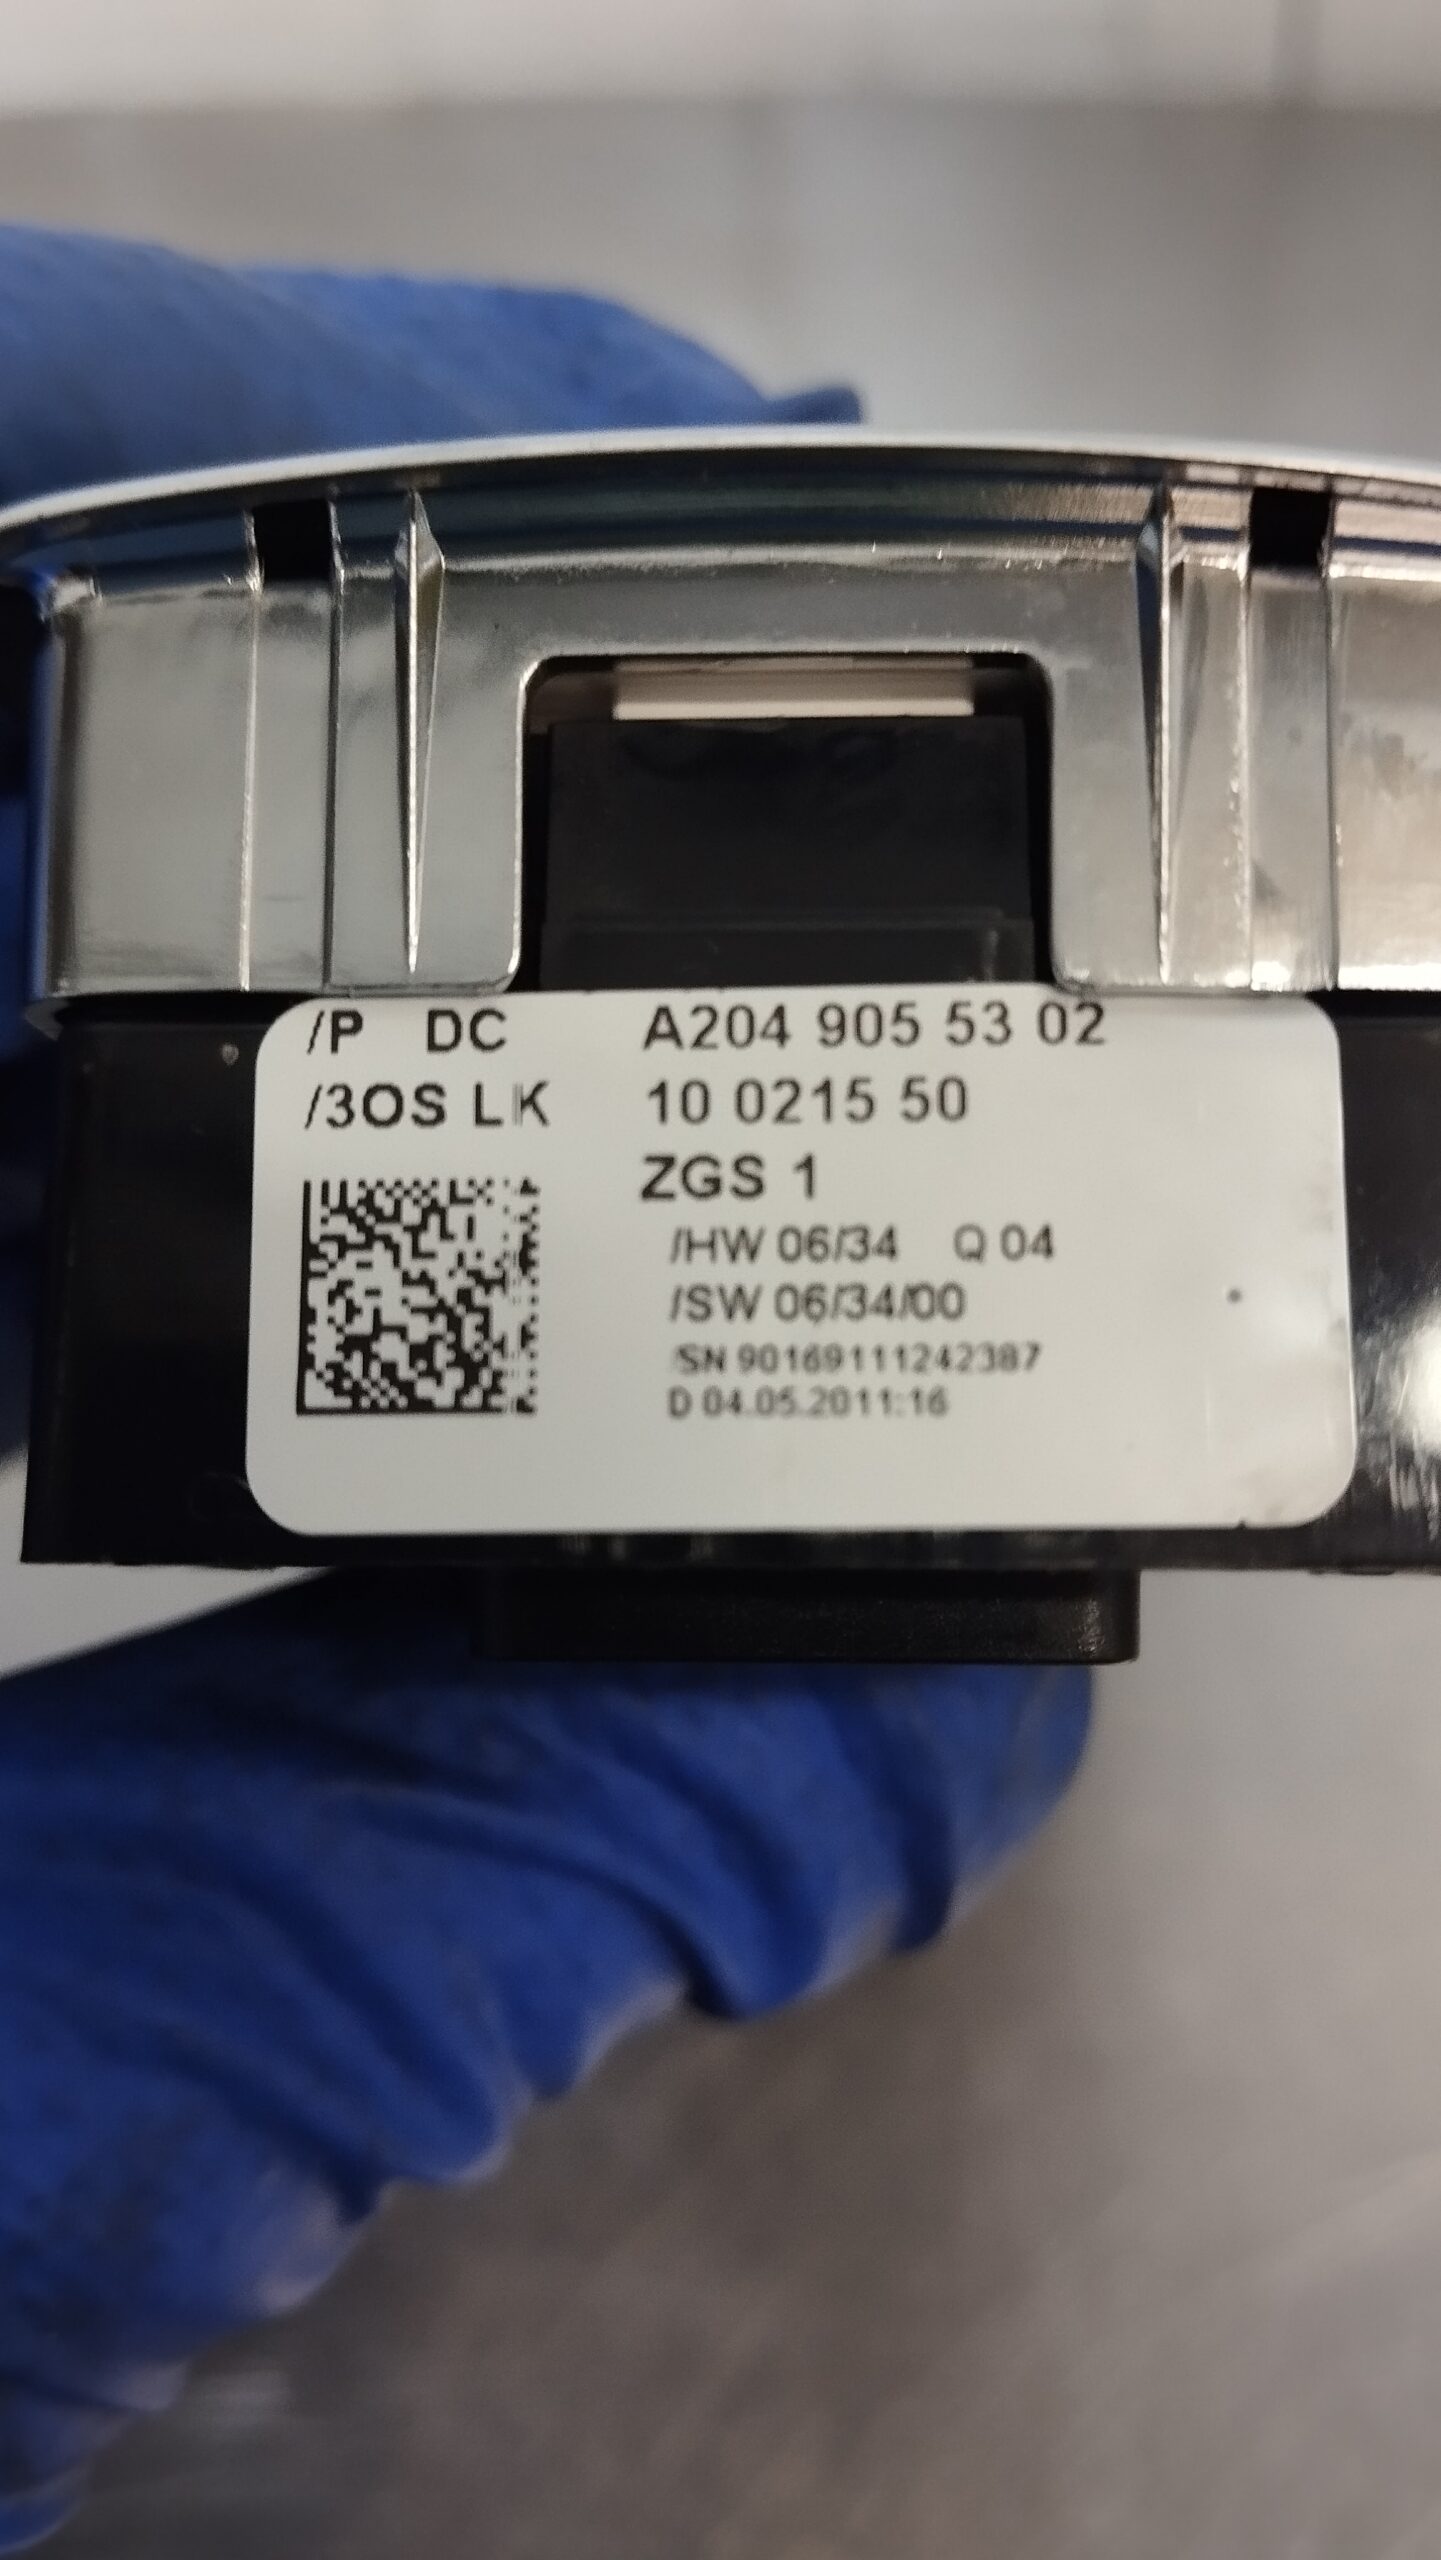 /P DC A204 905 53 02
/3OS LK 10 0215 50
ZGS 1
/HW 06/34 Q 04
/SW 06/34/00
/SN 90169111242387
D 04.05.2011:16